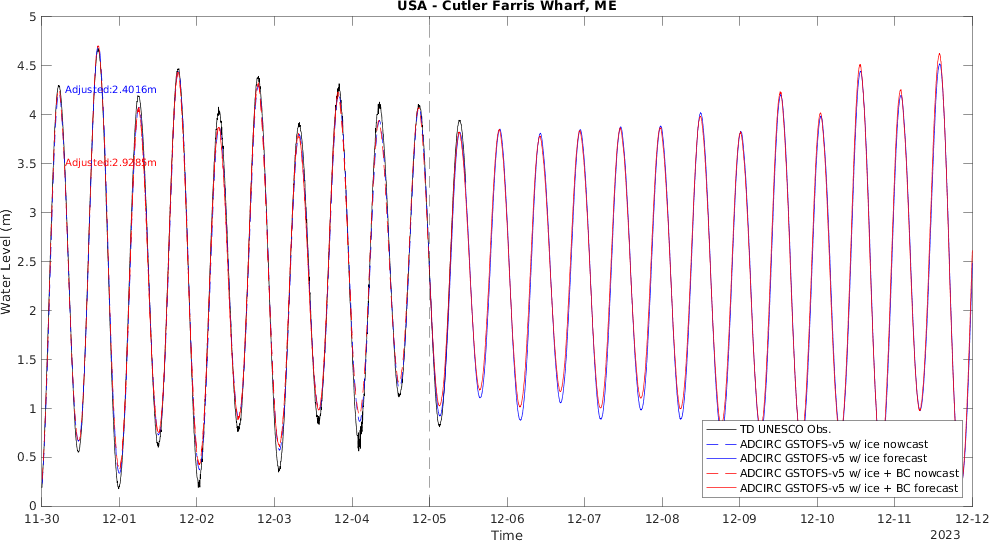 USA - Cutler Farris Wharf, ME
5
4.5
4
3.5
3
2.5
2
1.5
1
0.5
0
Water Level (m)
Adjusted:2.4016m
Adjusted:2.9285m
TD UNESCO Obs.
ADCIRC GSTOFS-v5 w/ ice nowcast
ADCIRC GSTOFS-v5 w/ ice forecast
ADCIRC GSTOFS-v5 w/ ice + BC nowcast
ADCIRC GSTOFS-v5 w/ ice + BC forecast
11-30 12-01 12-02 12-03 12-04 12-05 12-06 12-07 12-08 12-09 12-10 12-11 12-12
Time
2023